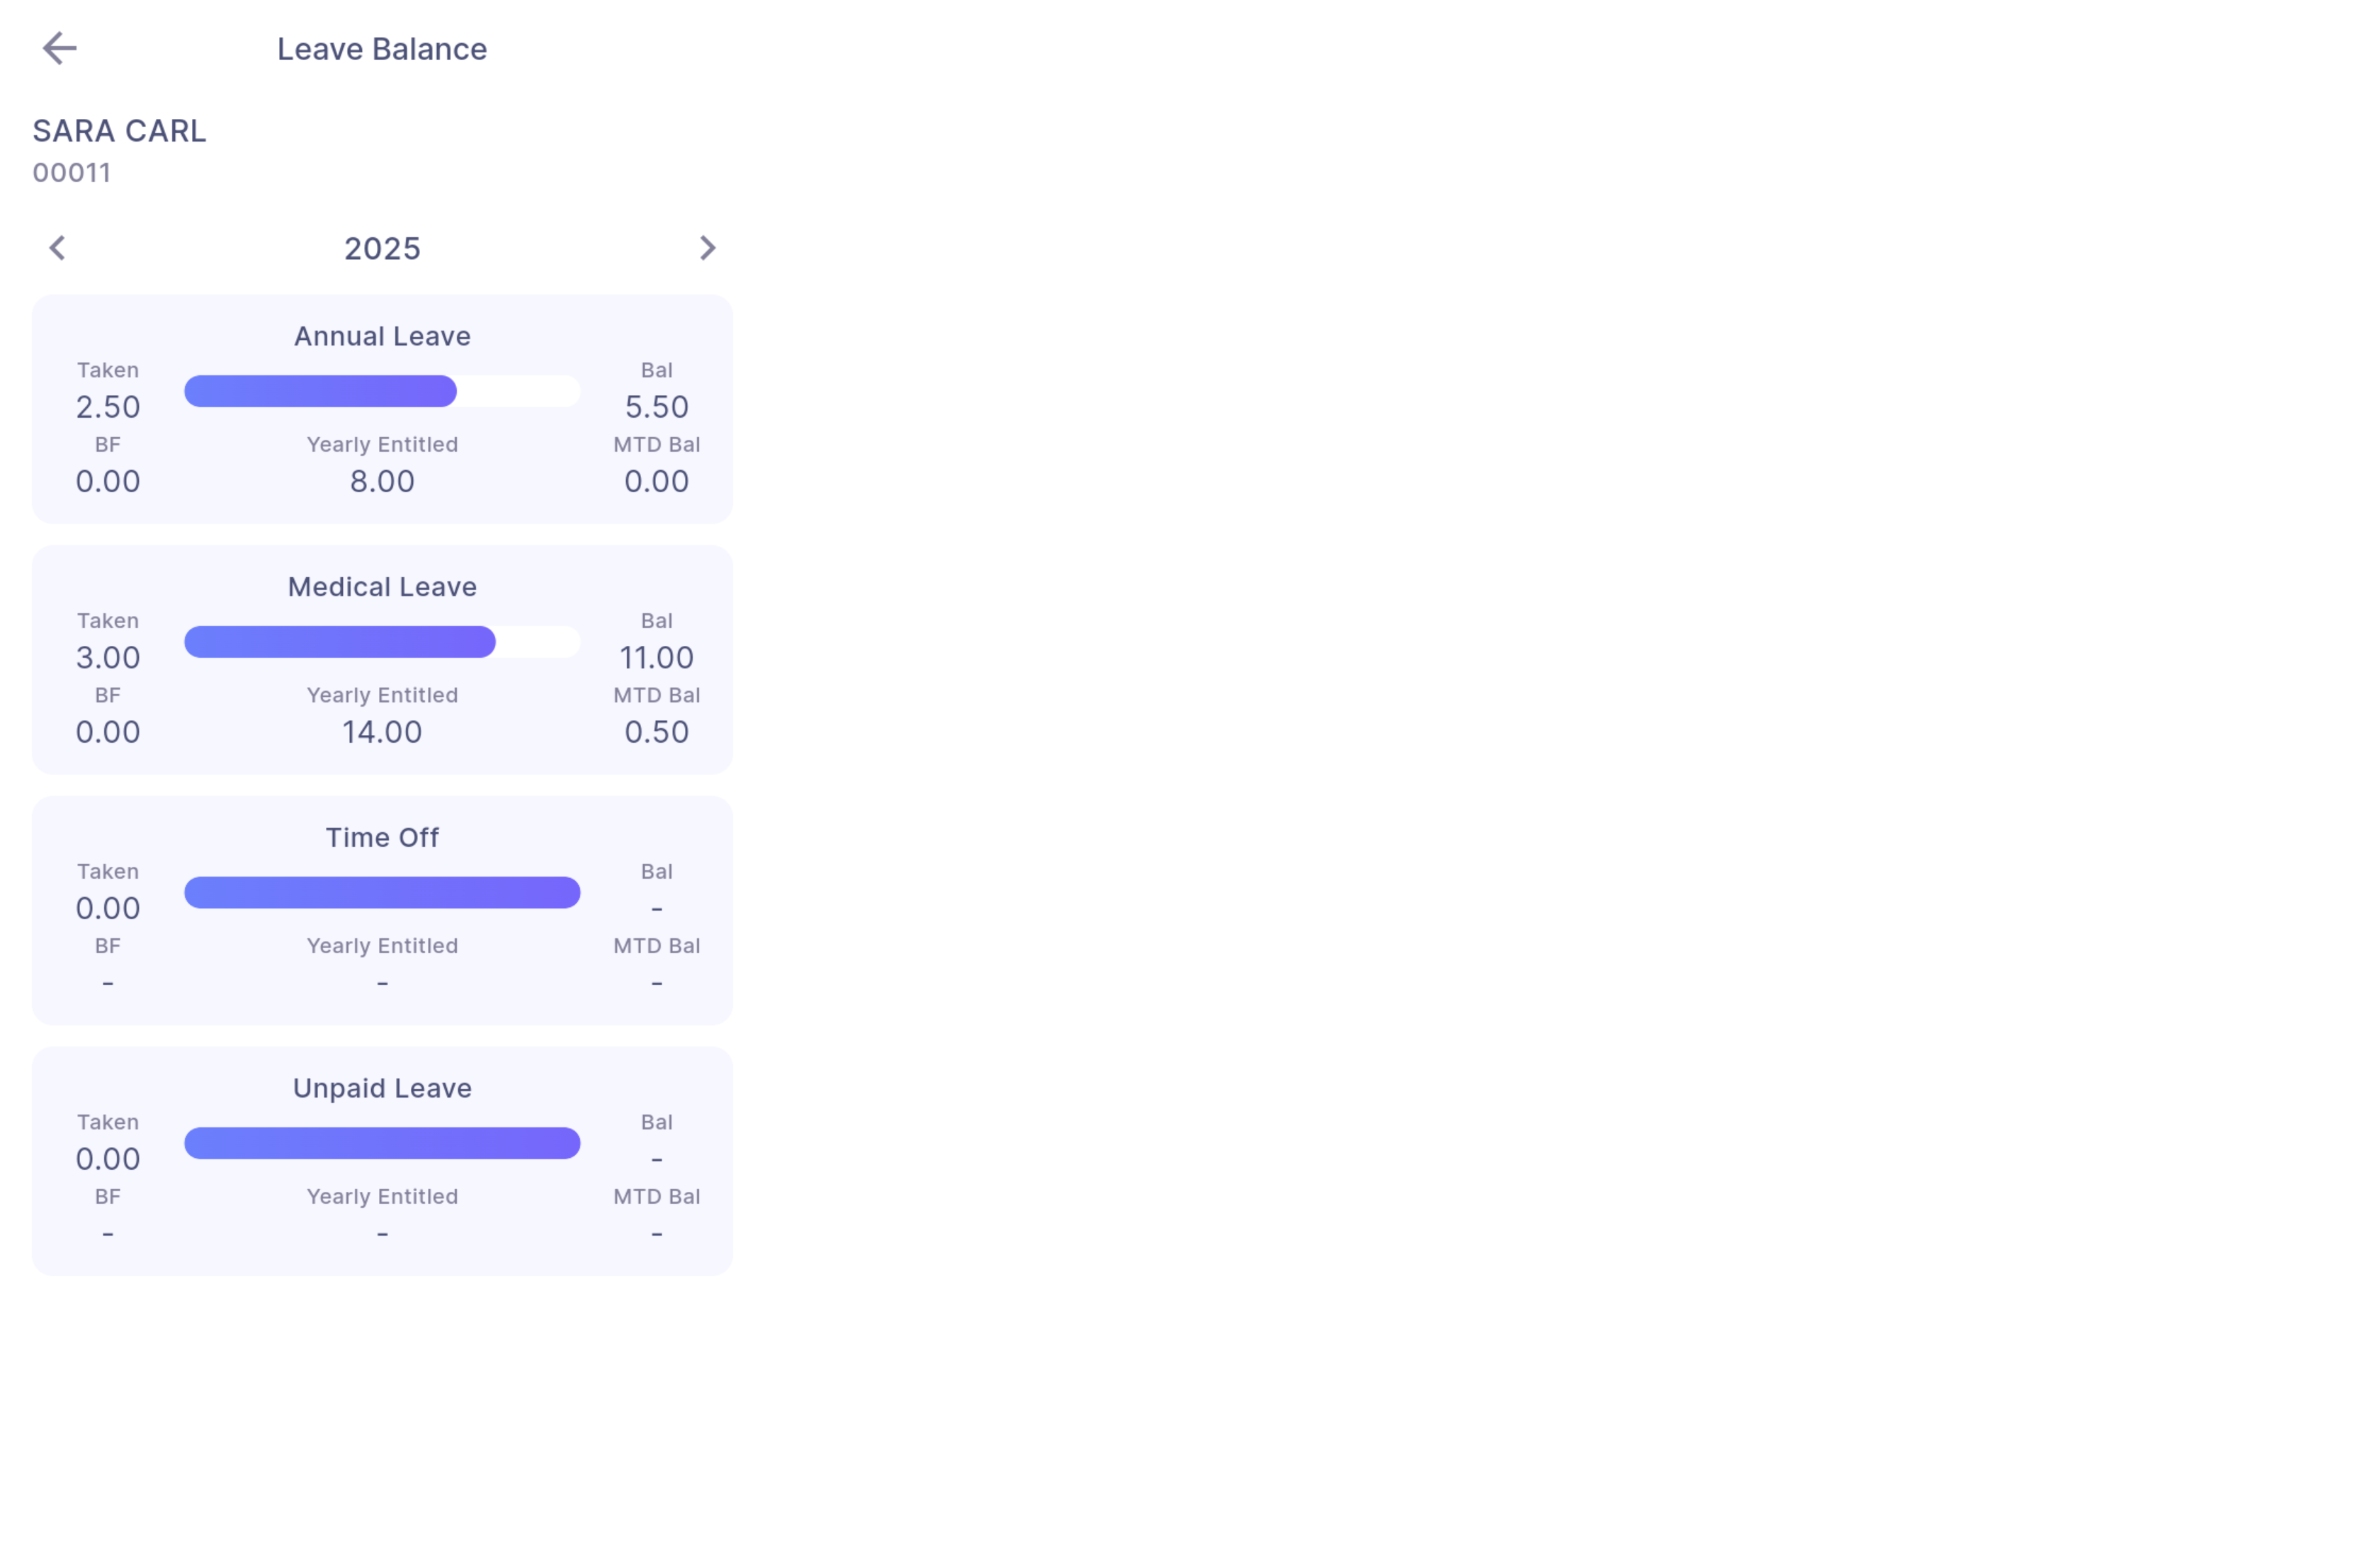 Leave Balance
SARA CARL
00011
2025
Annual Leave
Taken Bal
2.50 5.50
BF Yearly Entitled MTD Bal
0.00 8.00 0.00
Medical Leave
Taken Bal
3.00 11.00
BF Yearly Entitled MTD Bal
0.00 14.00 0.50
Time Off
Taken Bal
0.00 -
BF Yearly Entitled MTD Bal
- - -
Unpaid Leave
Taken Bal
0.00 -
BF Yearly Entitled MTD Bal
- - -